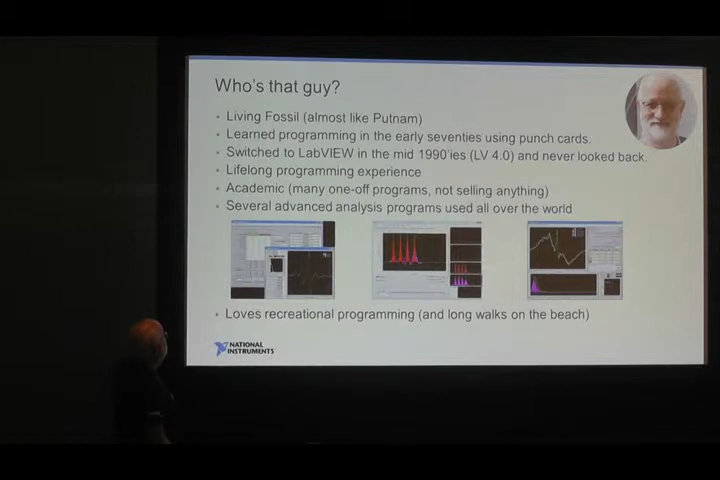 Who's that guy?
Living Fossil (almost like Putnam)
Learned programming in the early seventies using punch cards.
Switched to LabVIEW in the mid 1990'ies (LV 4.0) and never looked back.
Lifelong programming experience
Academic (many one-off programs, not selling anything)
Several advanced analysis programs used all over the world
Loves recreational programming (and long walks on the beach)
NATIONAL
INSTRUMENTS